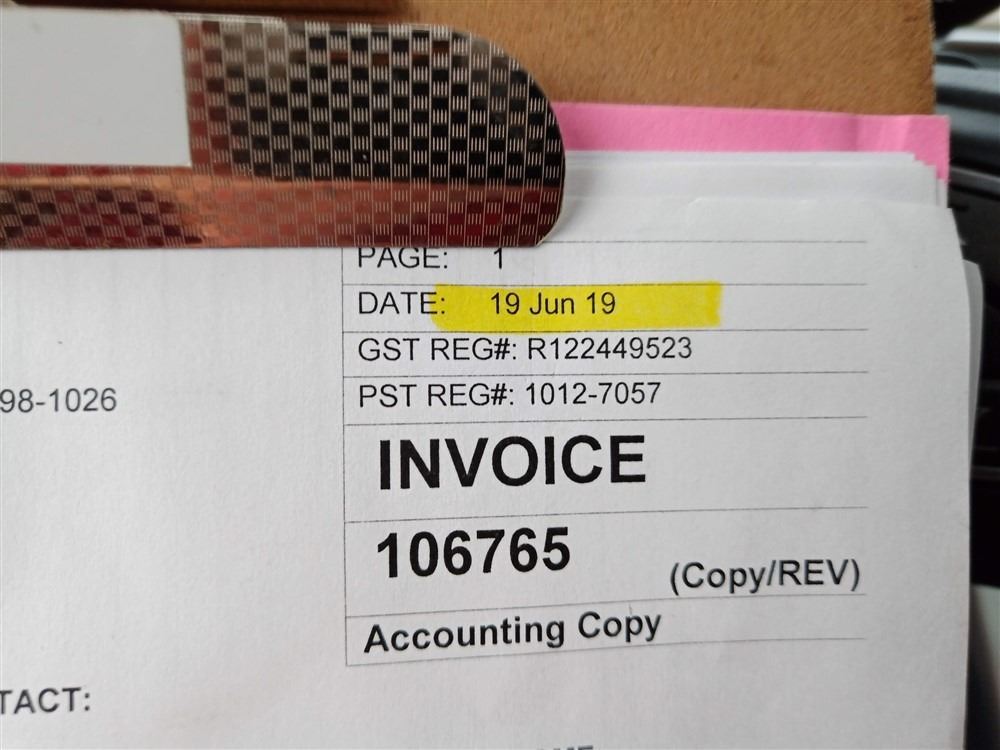 PAGE: 1
DATE: 19 Jun 19
GST REG#: R122449523
PST REG#: 1012-7057
98-1026
INVOICE
106765
(Copy/REV)
Accounting Copy
TACT: